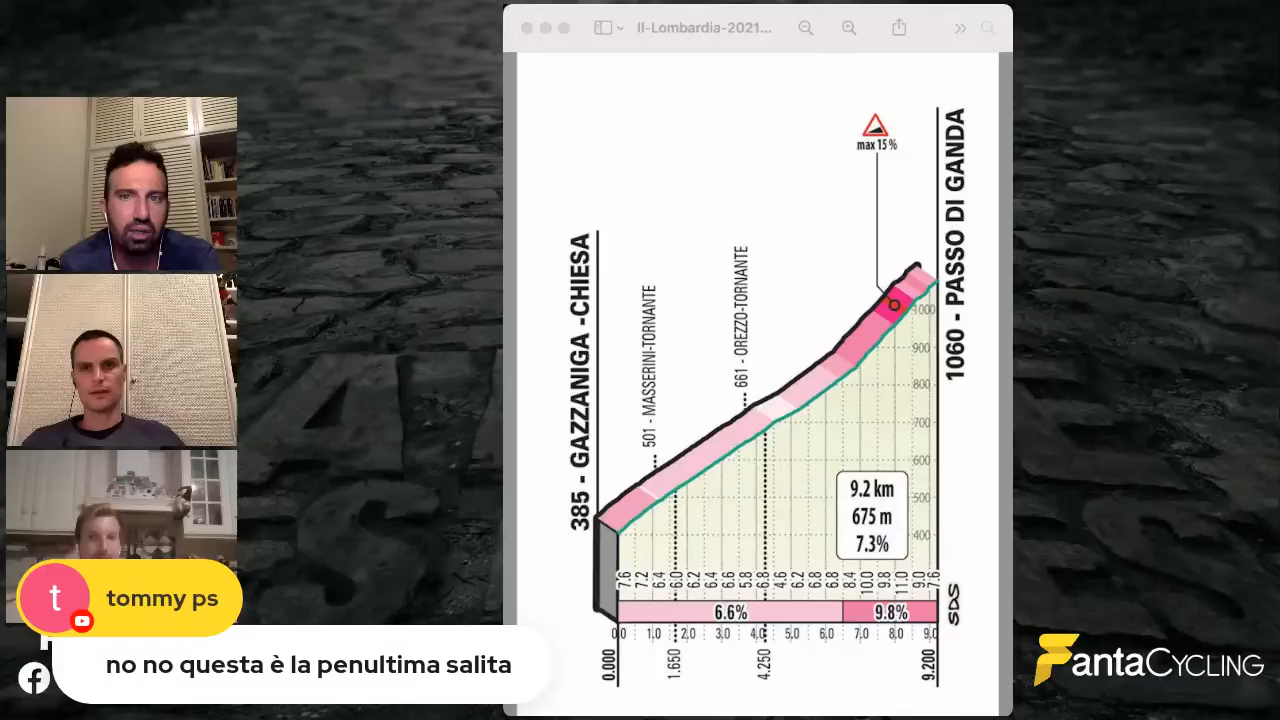 II-Lombardia-2021...
max 15%
1060 - PASSO DI GANDA
385 - GAZZANIGA -CHIESA
501 - MASSERINI-TORNANTE
661 - OREZZO-TORNANTE
1000
900
800
700
600
500
400
9.2 km
675 m
7.3%
7.6 7.2 6.4 6.0 6.2 6.4 6.6 5.8 6.8 4.6 6.2 6.8 6.8 8.4 10.0 9.8 11.0 9.0 7.6
6.6% 9.8%
0.0 1.0 2.0 3.0 4.0 5.0 6.0 7.0 8.0 9.0
0.000 1.650 4.250 9.200
SDS
t tommy ps
no no questa è la penultima salita
FANTACYCLING